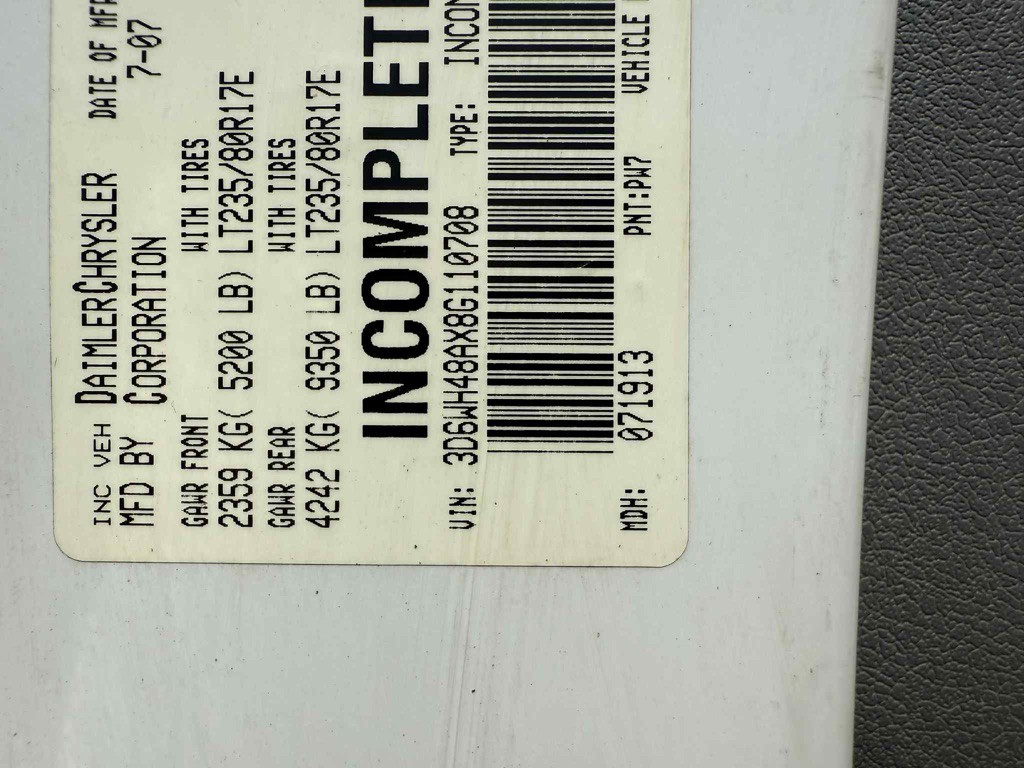 INC VEH DAIMLERCHRYSLER DATE OF MFR
MFD BY CORPORATION 7-07
GAWR FRONT WITH TIRES
2359 KG( 5200 LB) LT235/80R17E
GAWR REAR WITH TIRES
4242 KG( 9350 LB) LT235/80R17E
INCOMPLET
VIN: 3D6WH48AX8G110708 TYPE: INCOM
MDH: 071913 PNT:PW7 VEHICLE